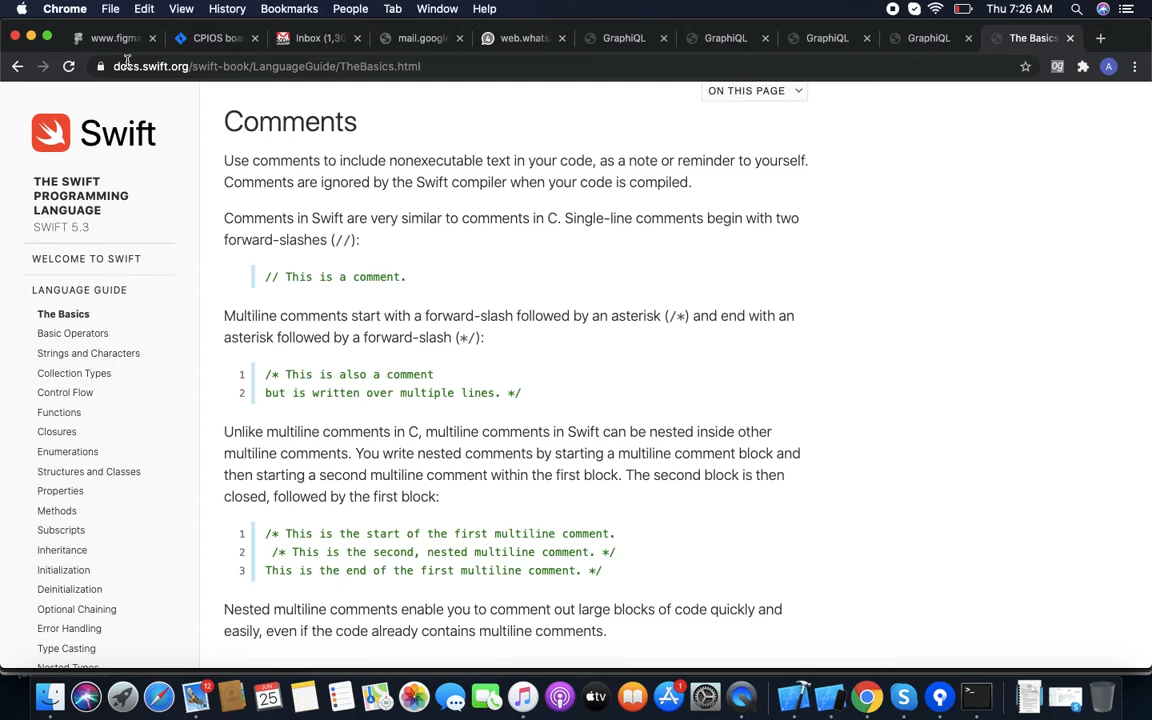 Chrome File Edit View History Bookmarks People Tab Window Help Thu 7:26 AM
www.figma CPIOS boa Inbox (1,30 mail.googl web.whats GraphiQL GraphiQL GraphiQL GraphiQL The Basics
docs.swift.org/swift-book/LanguageGuide/TheBasics.html og A
ON THIS PAGE
Swift
THE SWIFT
PROGRAMMING
LANGUAGE
SWIFT 5.3
WELCOME TO SWIFT
LANGUAGE GUIDE
The Basics
Basic Operators
Strings and Characters
Collection Types
Control Flow
Functions
Closures
Enumerations
Structures and Classes
Properties
Methods
Subscripts
Inheritance
Initialization
Deinitialization
Optional Chaining
Error Handling
Type Casting
Nested Types
Comments
Use comments to include nonexecutable text in your code, as a note or reminder to yourself.
Comments are ignored by the Swift compiler when your code is compiled.
Comments in Swift are very similar to comments in C. Single-line comments begin with two
forward-slashes (//):
// This is a comment.
Multiline comments start with a forward-slash followed by an asterisk (/*) and end with an
asterisk followed by a forward-slash (*/):
1 /* This is also a comment
2 but is written over multiple lines. */
Unlike multiline comments in C, multiline comments in Swift can be nested inside other
multiline comments. You write nested comments by starting a multiline comment block and
then starting a second multiline comment within the first block. The second block is then
closed, followed by the first block:
1 /* This is the start of the first multiline comment.
2 /* This is the second, nested multiline comment. */
3 This is the end of the first multiline comment. */
Nested multiline comments enable you to comment out large blocks of code quickly and
easily, even if the code already contains multiline comments.
12 JUN 25 tv 1